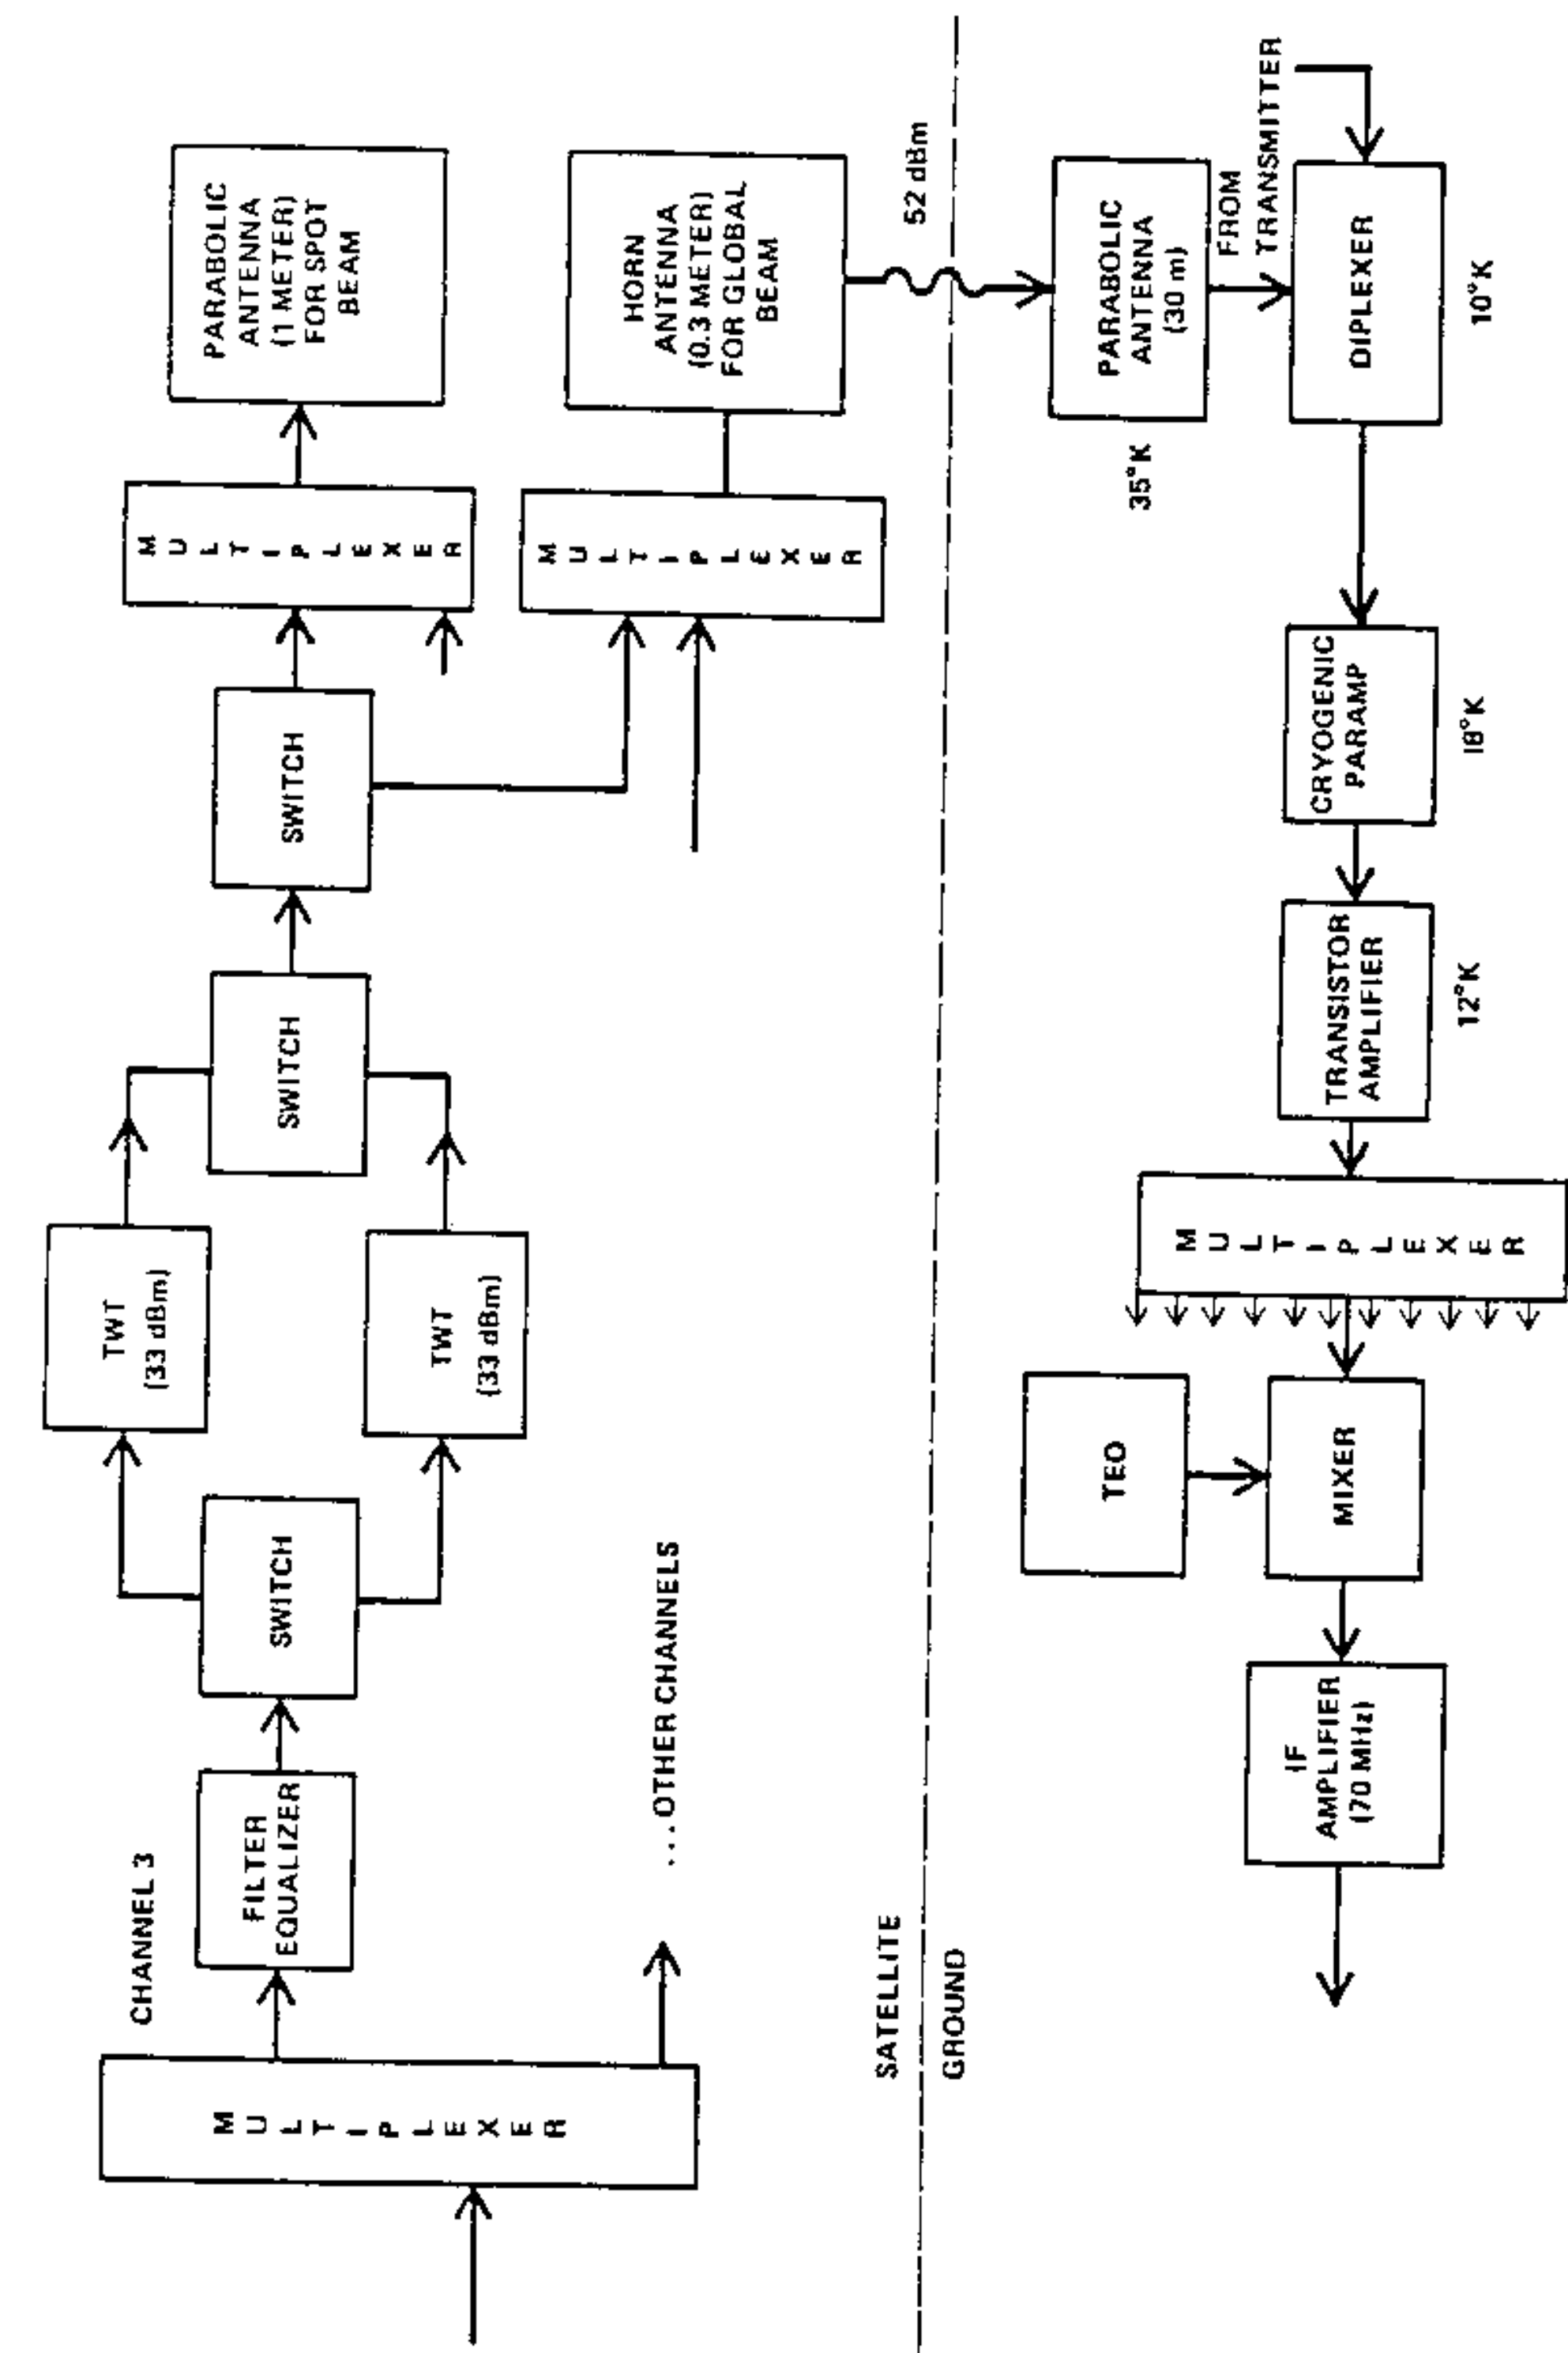 CHANNEL 3
MULTIPLEXER
FILTER
EQUALIZER
SWITCH
TWT
(33 dBm)
TWT
(33 dBm)
SWITCH
SWITCH
MULTIPLEXER
PARABOLIC
ANTENNA
(1 METER)
FOR SPOT
BEAM
MULTIPLEXER
HORN
ANTENNA
(0.3 METER)
FOR GLOBAL
BEAM
...OTHER CHANNELS
52 dBm
SATELLITE
GROUND
PARABOLIC
ANTENNA
(30 m)
35°K
FROM
TRANSMITTER
DIPLEXER
10°K
CRYOGENIC
PARAMP
18°K
TRANSISTOR
AMPLIFIER
12°K
MULTIPLEXER
TEO
MIXER
IF
AMPLIFIER
(70 MHz)